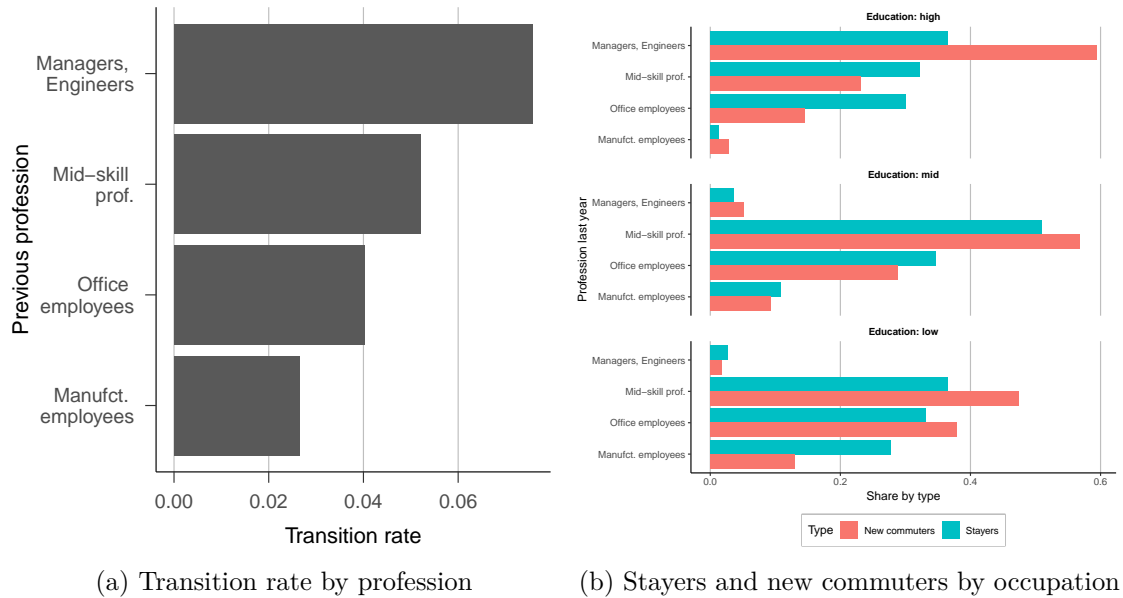 Previous profession
Managers,
Engineers
Mid−skill
prof.
Office
employees
Manufct.
employees
0.00
0.02
0.04
0.06
Transition rate
(a) Transition rate by profession
Profession last year
Education: high
Managers, Engineers
Mid−skill prof.
Office employees
Manufct. employees
Education: mid
Managers, Engineers
Mid−skill prof.
Office employees
Manufct. employees
Education: low
Managers, Engineers
Mid−skill prof.
Office employees
Manufct. employees
0.0
0.2
0.4
0.6
Share by type
Type
New commuters
Stayers
(b) Stayers and new commuters by occupation